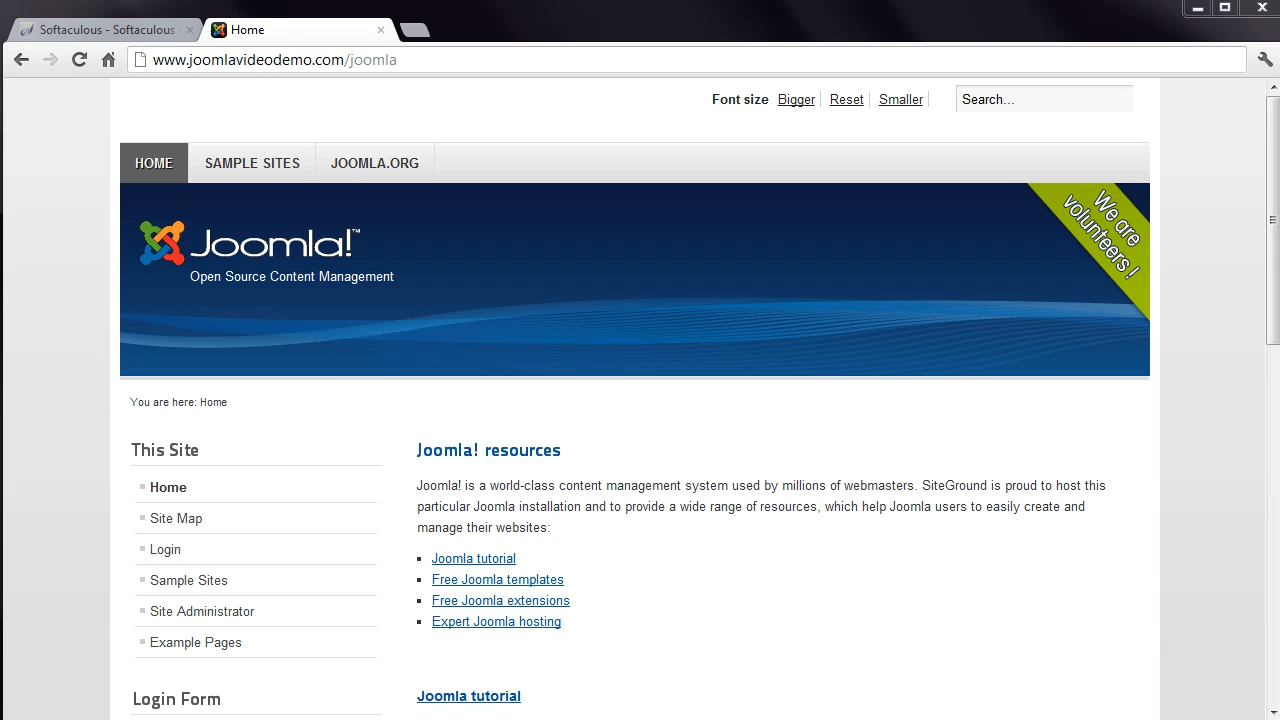 Softaculous - Softaculous -
Home
www.joomlavideodemo.com/joomla
Font size Bigger Reset Smaller Search...
HOME SAMPLE SITES JOOMLA.ORG
Joomla!™
Open Source Content Management
We are
volunteers !
You are here: Home
This Site
Home
Site Map
Login
Sample Sites
Site Administrator
Example Pages
Login Form
Joomla! resources
Joomla! is a world-class content management system used by millions of webmasters. SiteGround is proud to host this
particular Joomla installation and to provide a wide range of resources, which help Joomla users to easily create and
manage their websites:
Joomla tutorial
Free Joomla templates
Free Joomla extensions
Expert Joomla hosting
Joomla tutorial